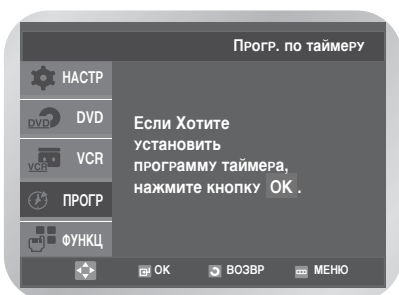 Прогр. по таймеру
НАСТР
DVD DVD
VCR VCR
ПРОГР
ФУНКЦ
Если Хотите
установить
программу таймера,
нажмите кнопку OK .
OK ВОЗВР МЕНЮ